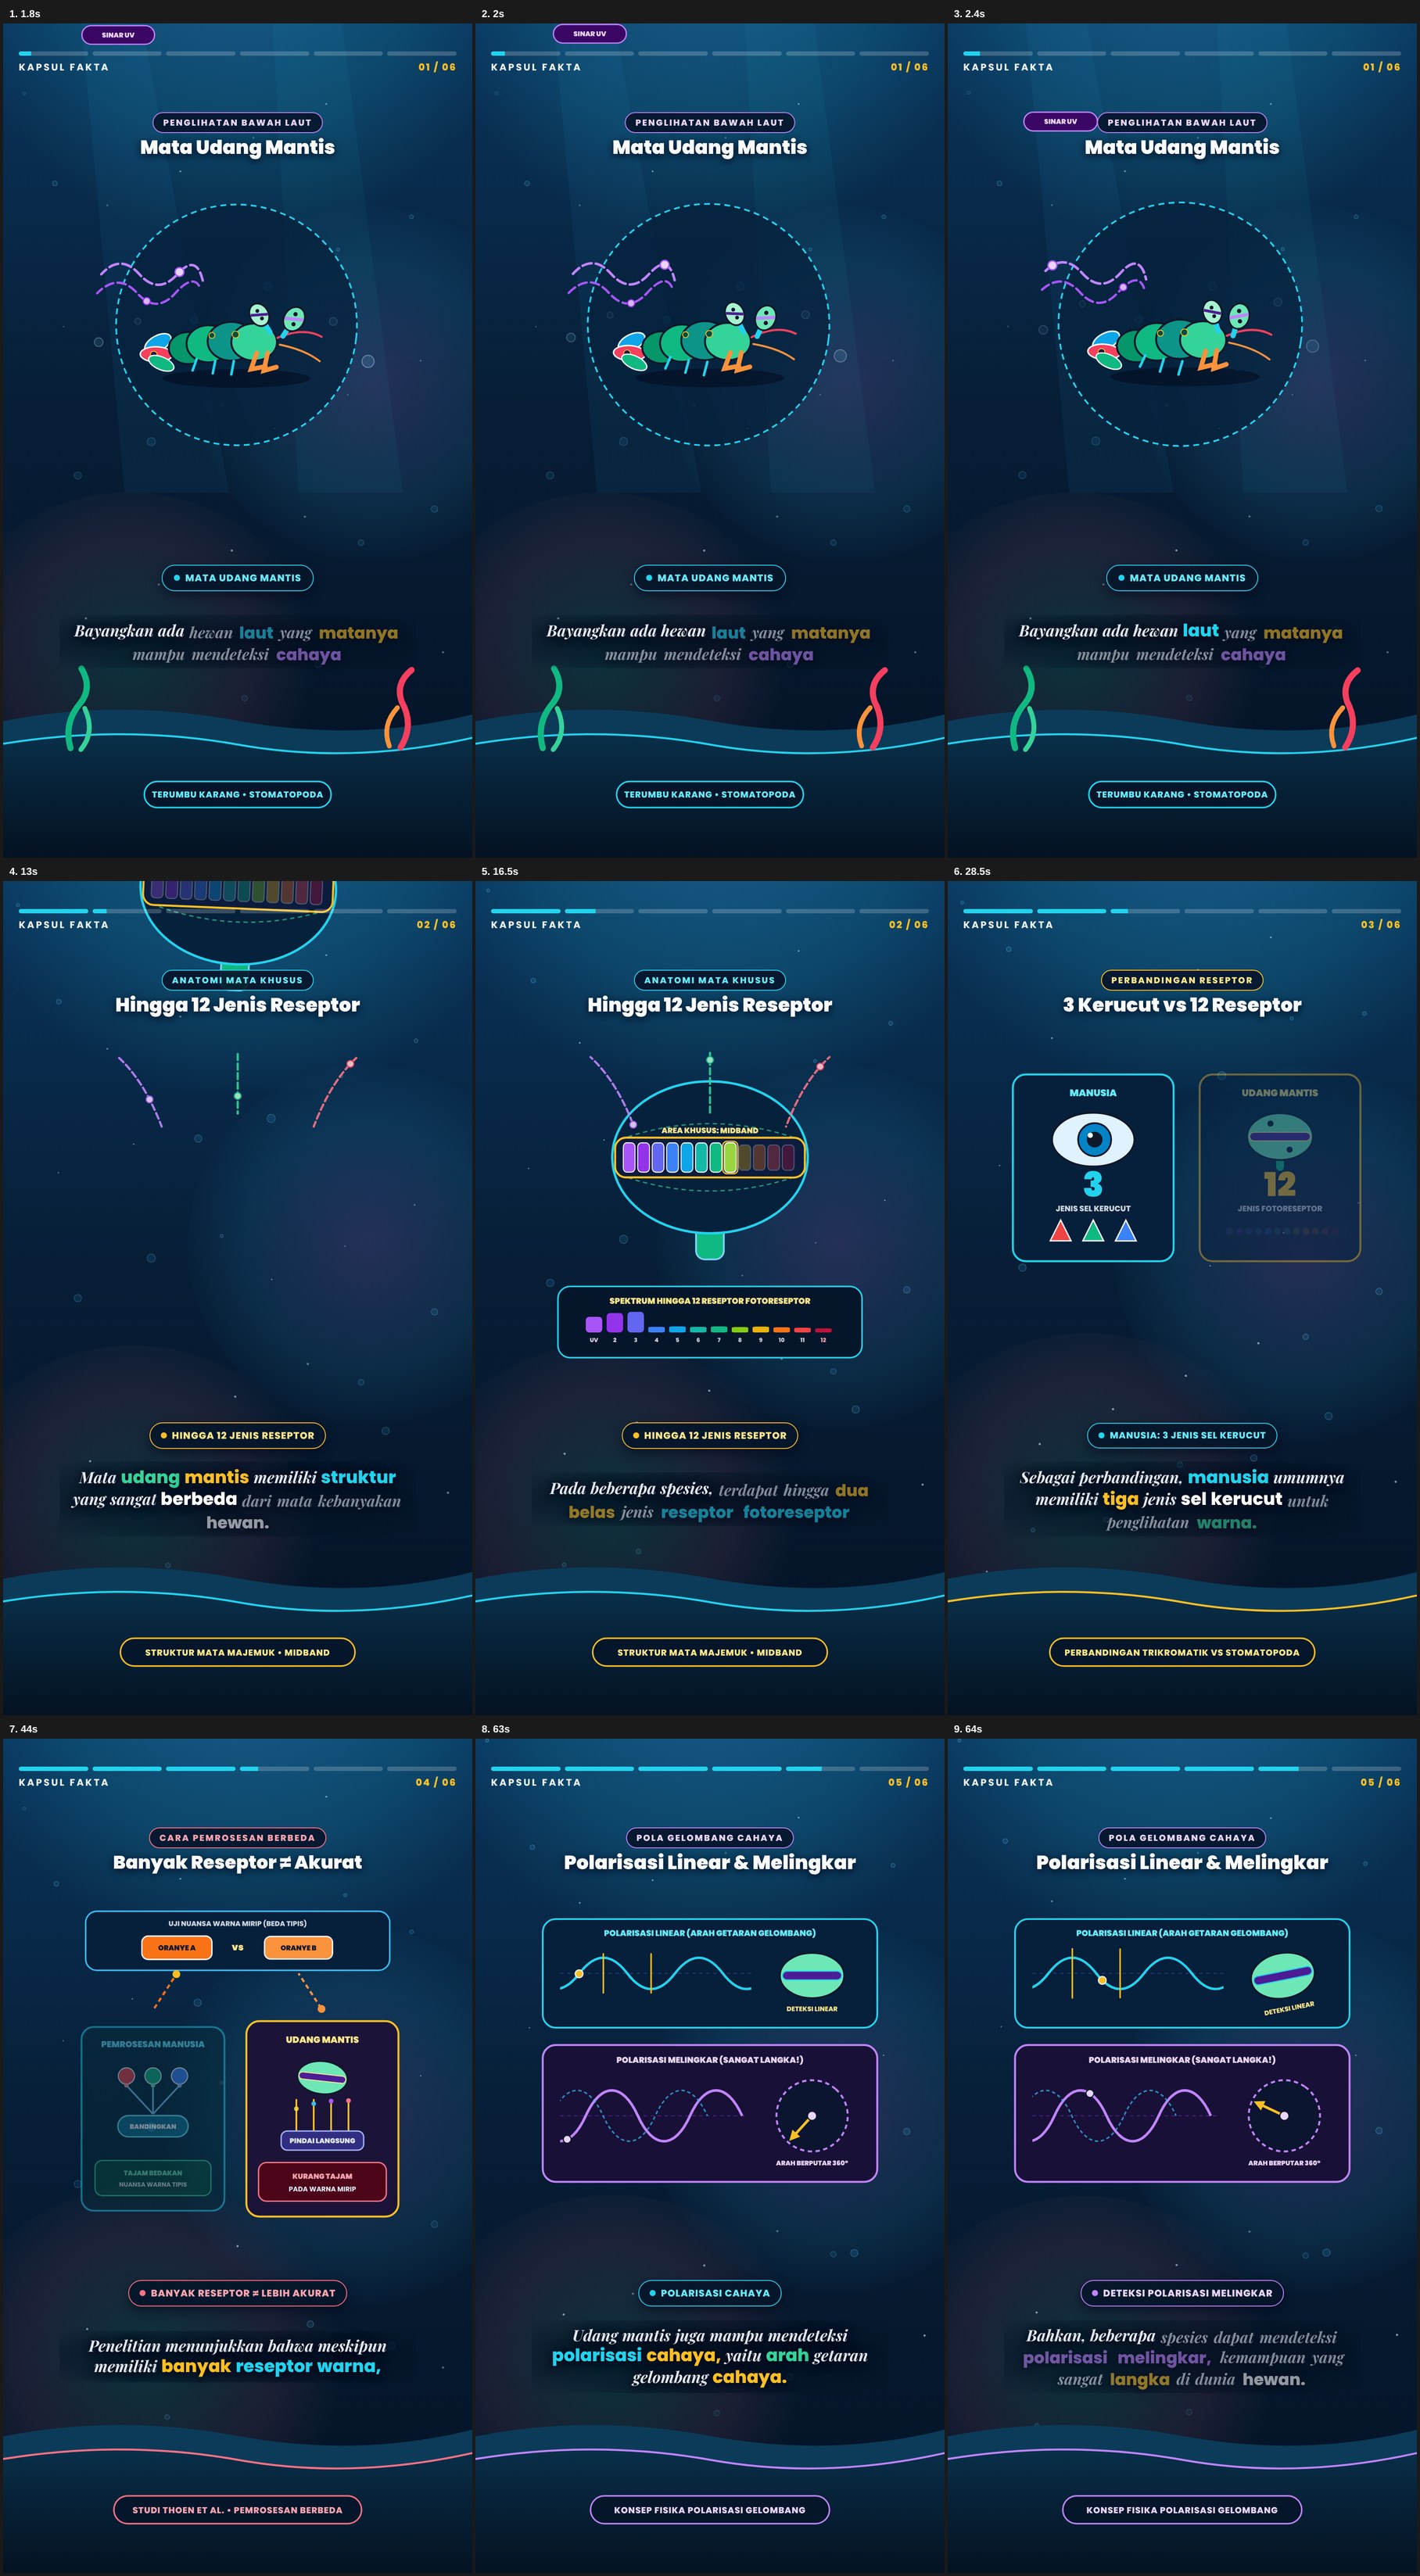 1. 1.8s
SINAR UV
KAPSUL FAKTA
01 / 06
PENGLIHATAN BAWAH LAUT
Mata Udang Mantis
MATA UDANG MANTIS
Bayangkan ada hewan laut yang matanya
mampu mendeteksi cahaya
TERUMBU KARANG • STOMATOPODA
2. 2s
SINAR UV
KAPSUL FAKTA
01 / 06
PENGLIHATAN BAWAH LAUT
Mata Udang Mantis
MATA UDANG MANTIS
Bayangkan ada hewan laut yang matanya
mampu mendeteksi cahaya
TERUMBU KARANG • STOMATOPODA
3. 2.4s
KAPSUL FAKTA
01 / 06
SINAR UV
PENGLIHATAN BAWAH LAUT
Mata Udang Mantis
MATA UDANG MANTIS
Bayangkan ada hewan laut yang matanya
mampu mendeteksi cahaya
TERUMBU KARANG • STOMATOPODA
4. 13s
KAPSUL FAKTA
02 / 06
ANATOMI MATA KHUSUS
Hingga 12 Jenis Reseptor
HINGGA 12 JENIS RESEPTOR
Mata udang mantis memiliki struktur
yang sangat berbeda dari mata kebanyakan
hewan.
STRUKTUR MATA MAJEMUK • MIDBAND
5. 16.5s
KAPSUL FAKTA
02 / 06
ANATOMI MATA KHUSUS
Hingga 12 Jenis Reseptor
AREA KHUSUS: MIDBAND
SPEKTRUM HINGGA 12 RESEPTOR FOTORESEPTOR
UV 2 3 4 5 6 7 8 9 10 11 12
HINGGA 12 JENIS RESEPTOR
Pada beberapa spesies, terdapat hingga dua
belas jenis reseptor fotoreseptor
STRUKTUR MATA MAJEMUK • MIDBAND
6. 28.5s
KAPSUL FAKTA
03 / 06
PERBANDINGAN RESEPTOR
3 Kerucut vs 12 Reseptor
MANUSIA
3
JENIS SEL KERUCUT
UDANG MANTIS
12
JENIS FOTORESEPTOR
MANUSIA: 3 JENIS SEL KERUCUT
Sebagai perbandingan, manusia umumnya
memiliki tiga jenis sel kerucut untuk
penglihatan warna.
PERBANDINGAN TRIKROMATIK VS STOMATOPODA
7. 44s
KAPSUL FAKTA
04 / 06
CARA PEMROSESAN BERBEDA
Banyak Reseptor ≠ Akurat
UJI NUANSA WARNA MIRIP (BEDA TIPIS)
ORANYE A
VS
ORANYE B
PEMROSESAN MANUSIA
BANDINGKAN
TAJAM BEDAKAN
NUANSA WARNA TIPIS
UDANG MANTIS
PINDAI LANGSUNG
KURANG TAJAM
PADA WARNA MIRIP
BANYAK RESEPTOR ≠ LEBIH AKURAT
Penelitian menunjukkan bahwa meskipun
memiliki banyak reseptor warna,
STUDI THOEN ET AL. • PEMROSESAN BERBEDA
8. 63s
KAPSUL FAKTA
05 / 06
POLA GELOMBANG CAHAYA
Polarisasi Linear & Melingkar
POLARISASI LINEAR (ARAH GETARAN GELOMBANG)
DETEKSI LINEAR
POLARISASI MELINGKAR (SANGAT LANGKA!)
ARAH BERPUTAR 360°
POLARISASI CAHAYA
Udang mantis juga mampu mendeteksi
polarisasi cahaya, yaitu arah getaran
gelombang cahaya.
KONSEP FISIKA POLARISASI GELOMBANG
9. 64s
KAPSUL FAKTA
05 / 06
POLA GELOMBANG CAHAYA
Polarisasi Linear & Melingkar
POLARISASI LINEAR (ARAH GETARAN GELOMBANG)
DETEKSI LINEAR
POLARISASI MELINGKAR (SANGAT LANGKA!)
ARAH BERPUTAR 360°
DETEKSI POLARISASI MELINGKAR
Bahkan, beberapa spesies dapat mendeteksi
polarisasi melingkar, kemampuan yang
sangat langka di dunia hewan.
KONSEP FISIKA POLARISASI GELOMBANG